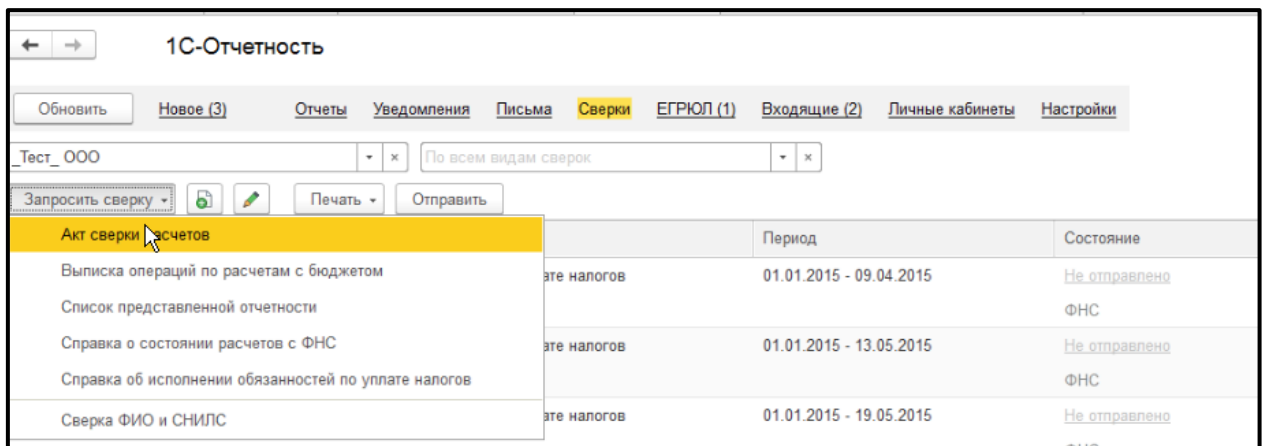 1С-Отчетность
Обновить Новое (3) Отчеты Уведомления Письма Сверки ЕГРЮЛ (1) Входящие (2) Личные кабинеты Настройки
_Тест_ ООО По всем видам сверок
Запросить сверку Печать Отправить
Акт сверки расчетов
Период Состояние
Выписка операций по расчетам с бюджетом
налогов 01.01.2015 - 09.04.2015 Не отправлено
Список представленной отчетности
ФНС
Справка о состоянии расчетов с ФНС
налогов 01.01.2015 - 13.05.2015 Не отправлено
Справка об исполнении обязанностей по уплате налогов
ФНС
Сверка ФИО и СНИЛС
налогов 01.01.2015 - 19.05.2015 Не отправлено